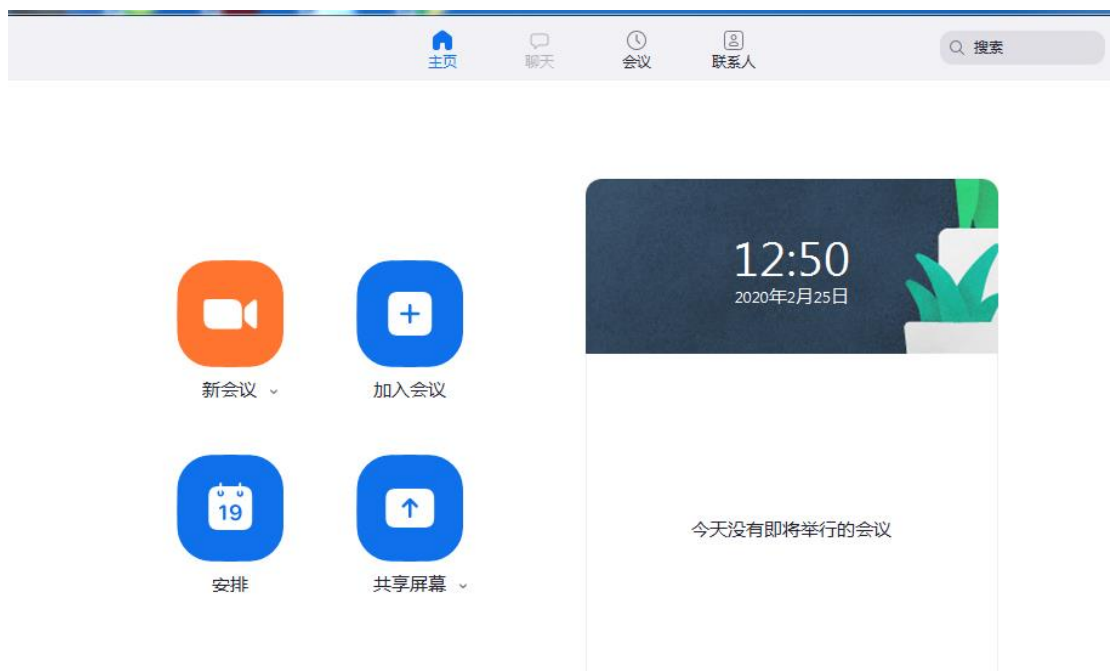 主页
聊天
会议
联系人
搜索
12:50
2020年2月25日
新会议
加入会议
19
安排
共享屏幕
今天没有即将举行的会议